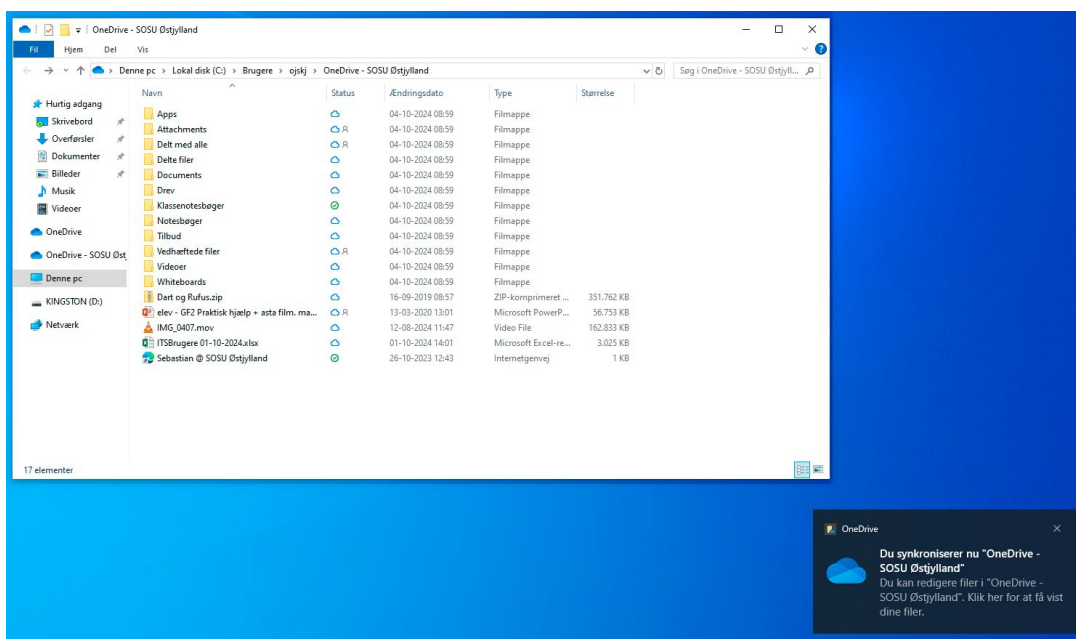 OneDrive - SOSU Østjylland
Fil Hjem Del Vis
Denne pc > Lokal disk (C:) > Brugere > ojskj > OneDrive - SOSU Østjylland
Søg i OneDrive - SOSU Østjyll...
Navn Status Ændringsdato Type Størrelse
Hurtig adgang
Skrivebord
Overførsler
Dokumenter
Billeder
Musik
Videoer
OneDrive
OneDrive - SOSU Øst
Denne pc
KINGSTON (D:)
Netværk
Apps 04-10-2024 08:59 Filmappe
Attachments 04-10-2024 08:59 Filmappe
Delt med alle 04-10-2024 08:59 Filmappe
Delte filer 04-10-2024 08:59 Filmappe
Documents 04-10-2024 08:59 Filmappe
Drev 04-10-2024 08:59 Filmappe
Klassenotesbøger 04-10-2024 08:59 Filmappe
Notesbøger 04-10-2024 08:59 Filmappe
Tilbud 04-10-2024 08:59 Filmappe
Vedhæftede filer 04-10-2024 08:59 Filmappe
Videoer 04-10-2024 08:59 Filmappe
Whiteboards 04-10-2024 08:59 Filmappe
Dart og Rufus.zip 16-09-2019 08:57 ZIP-komprimeret ... 351.762 KB
elev - GF2 Praktisk hjælp + asta film. ma... 13-03-2020 13:01 Microsoft PowerP... 56.753 KB
IMG_0407.mov 12-08-2024 11:47 Video File 162.833 KB
ITSBrugere 01-10-2024.xlsx 01-10-2024 14:01 Microsoft Excel-re... 3.025 KB
Sebastian @ SOSU Østjylland 26-10-2023 12:43 Internetgenvej 1 KB
17 elementer
OneDrive
Du synkroniserer nu "OneDrive -
SOSU Østjylland"
Du kan redigere filer i "OneDrive -
SOSU Østjylland". Klik her for at få vist
dine filer.